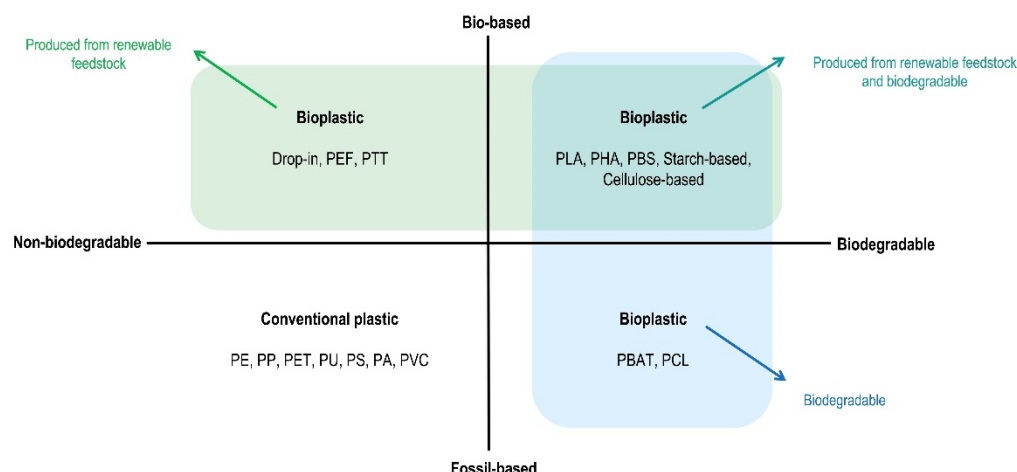 Bio-based
Produced from renewable
feedstock
Produced from renewable feedstock
and biodegradable
Bioplastic
Drop-in, PEF, PTT
Bioplastic
PLA, PHA, PBS, Starch-based,
Cellulose-based
Non-biodegradable
Biodegradable
Conventional plastic
PE, PP, PET, PU, PS, PA, PVC
Bioplastic
PBAT, PCL
Biodegradable
Fossil-based